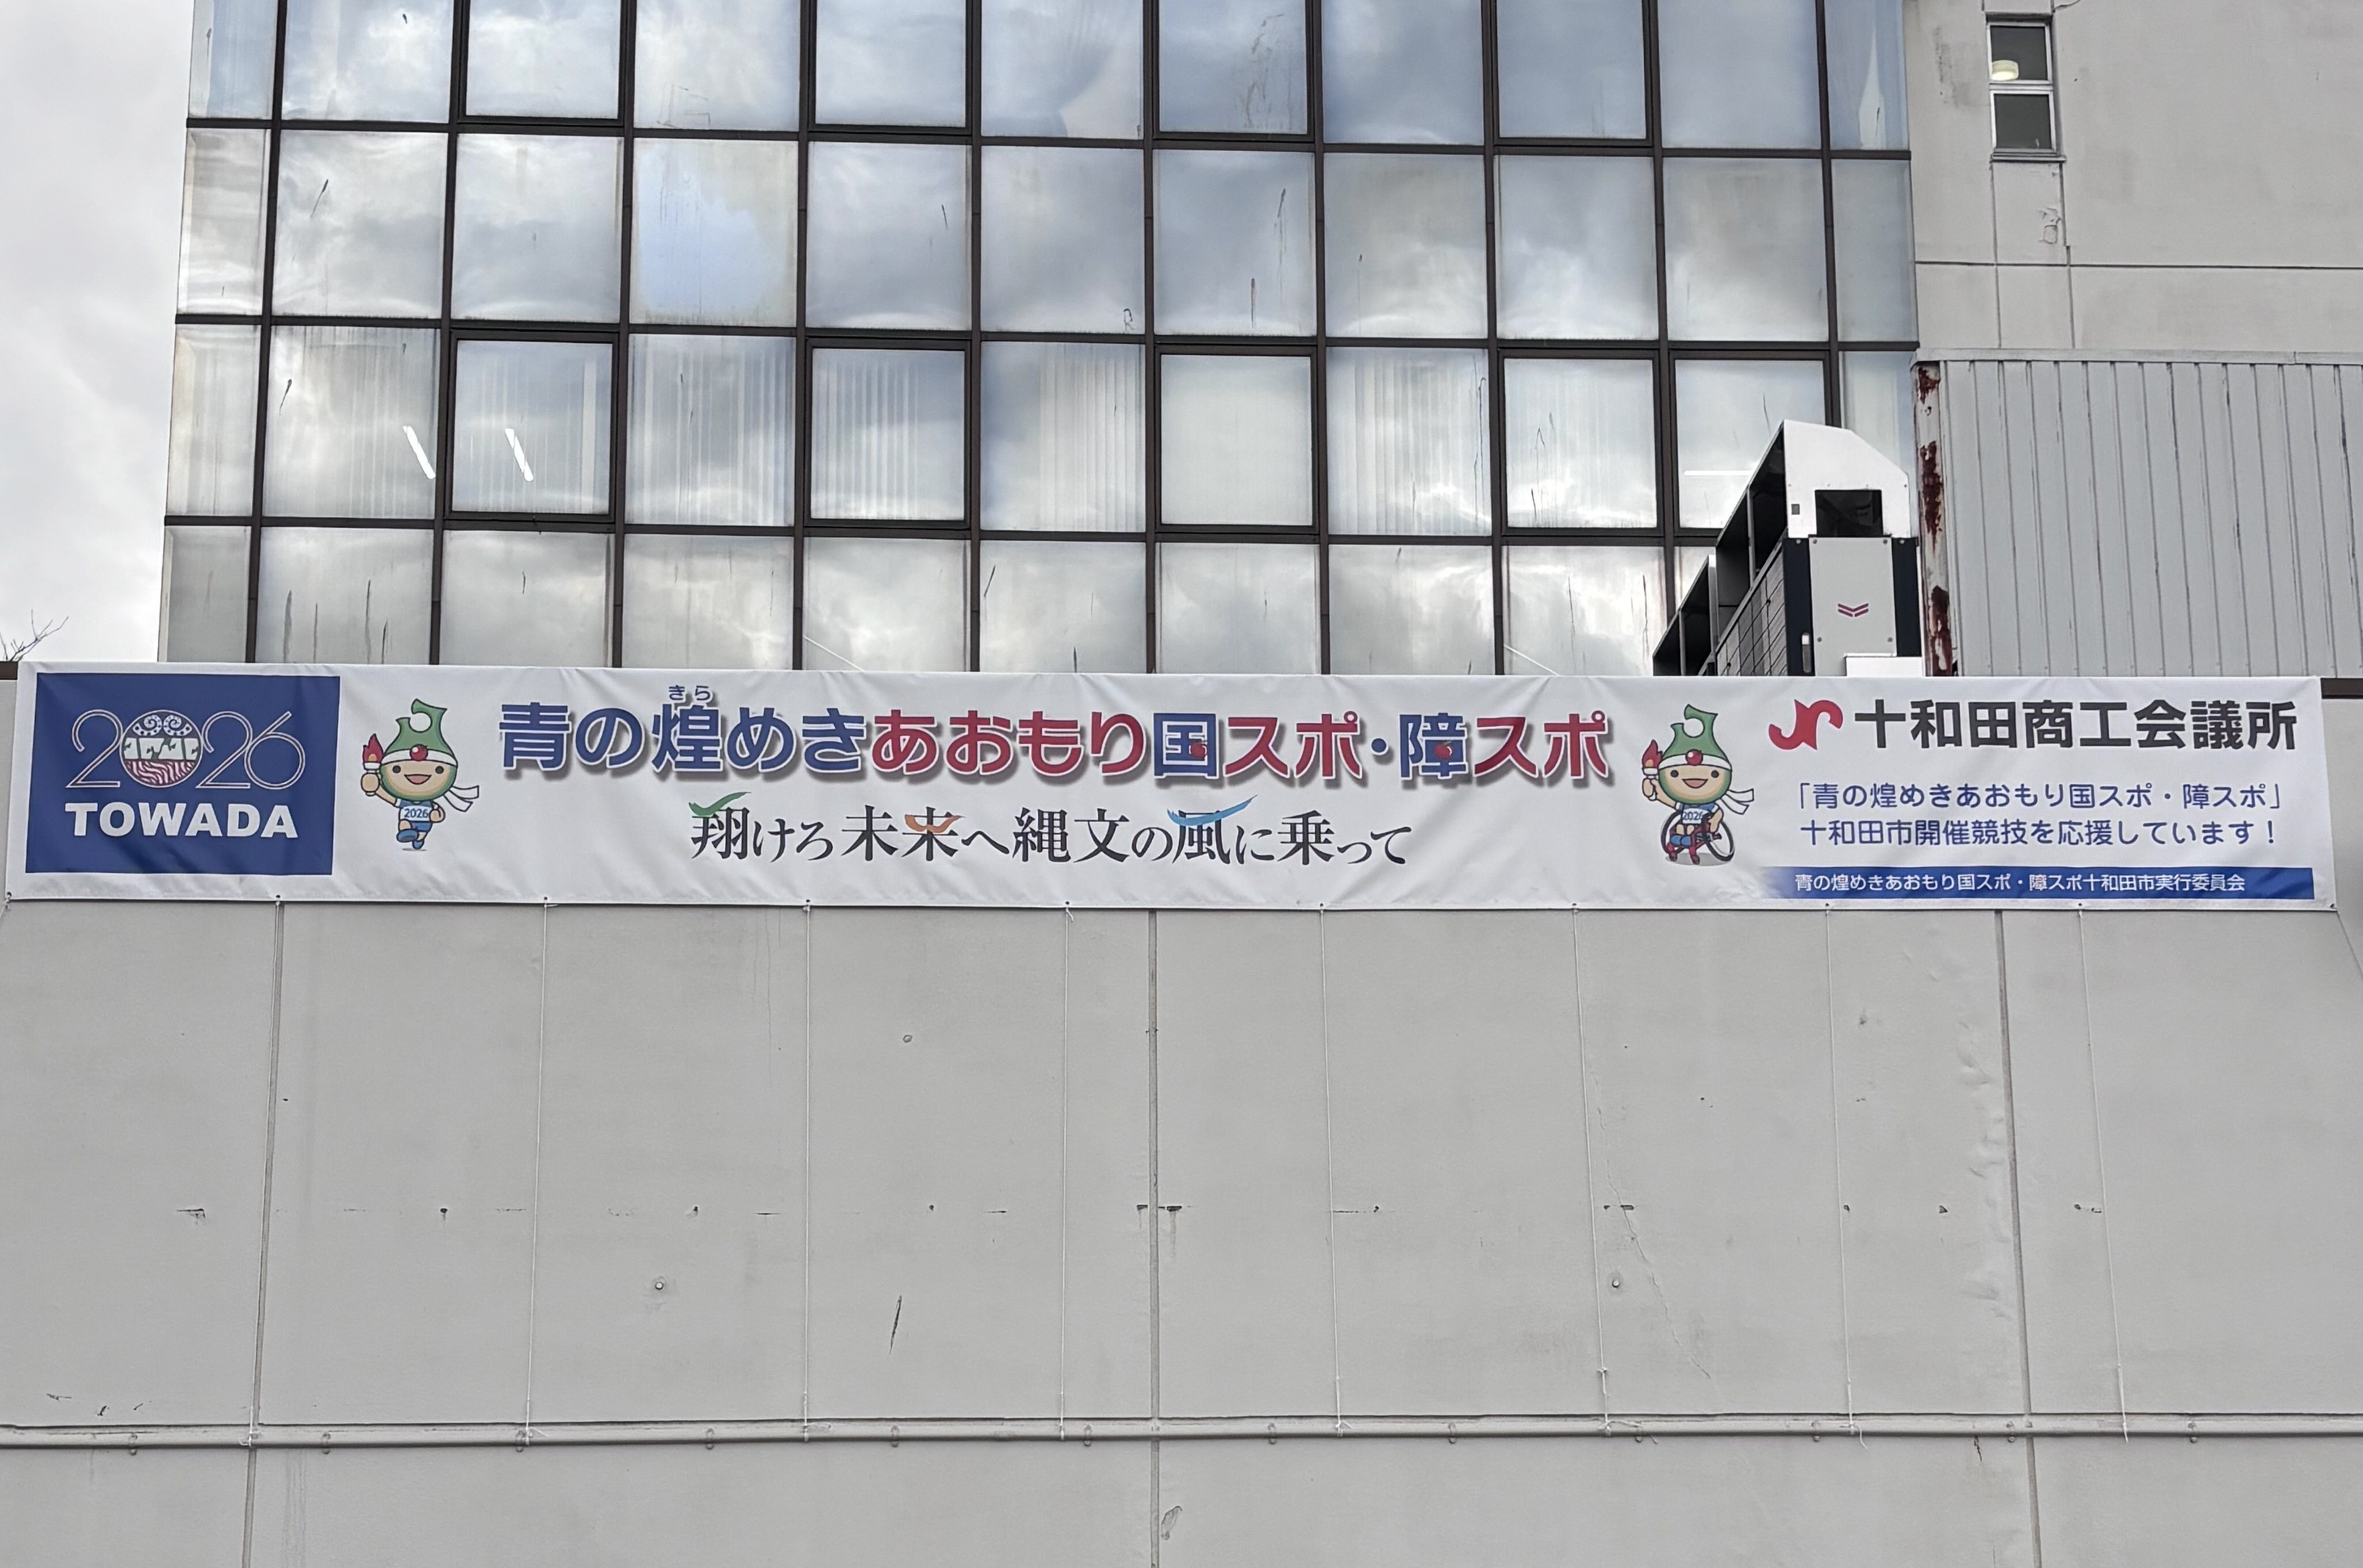 2026
TOWADA
2026
きら
青の煌めきあおもり国スポ・障スポ
翔けろ未来へ縄文の風に乗って
2026
十和田商工会議所
「青の煌めきあおもり国スポ・障スポ」
十和田市開催競技を応援しています!
青の煌めきあおもり国スポ・障スポ十和田市実行委員会